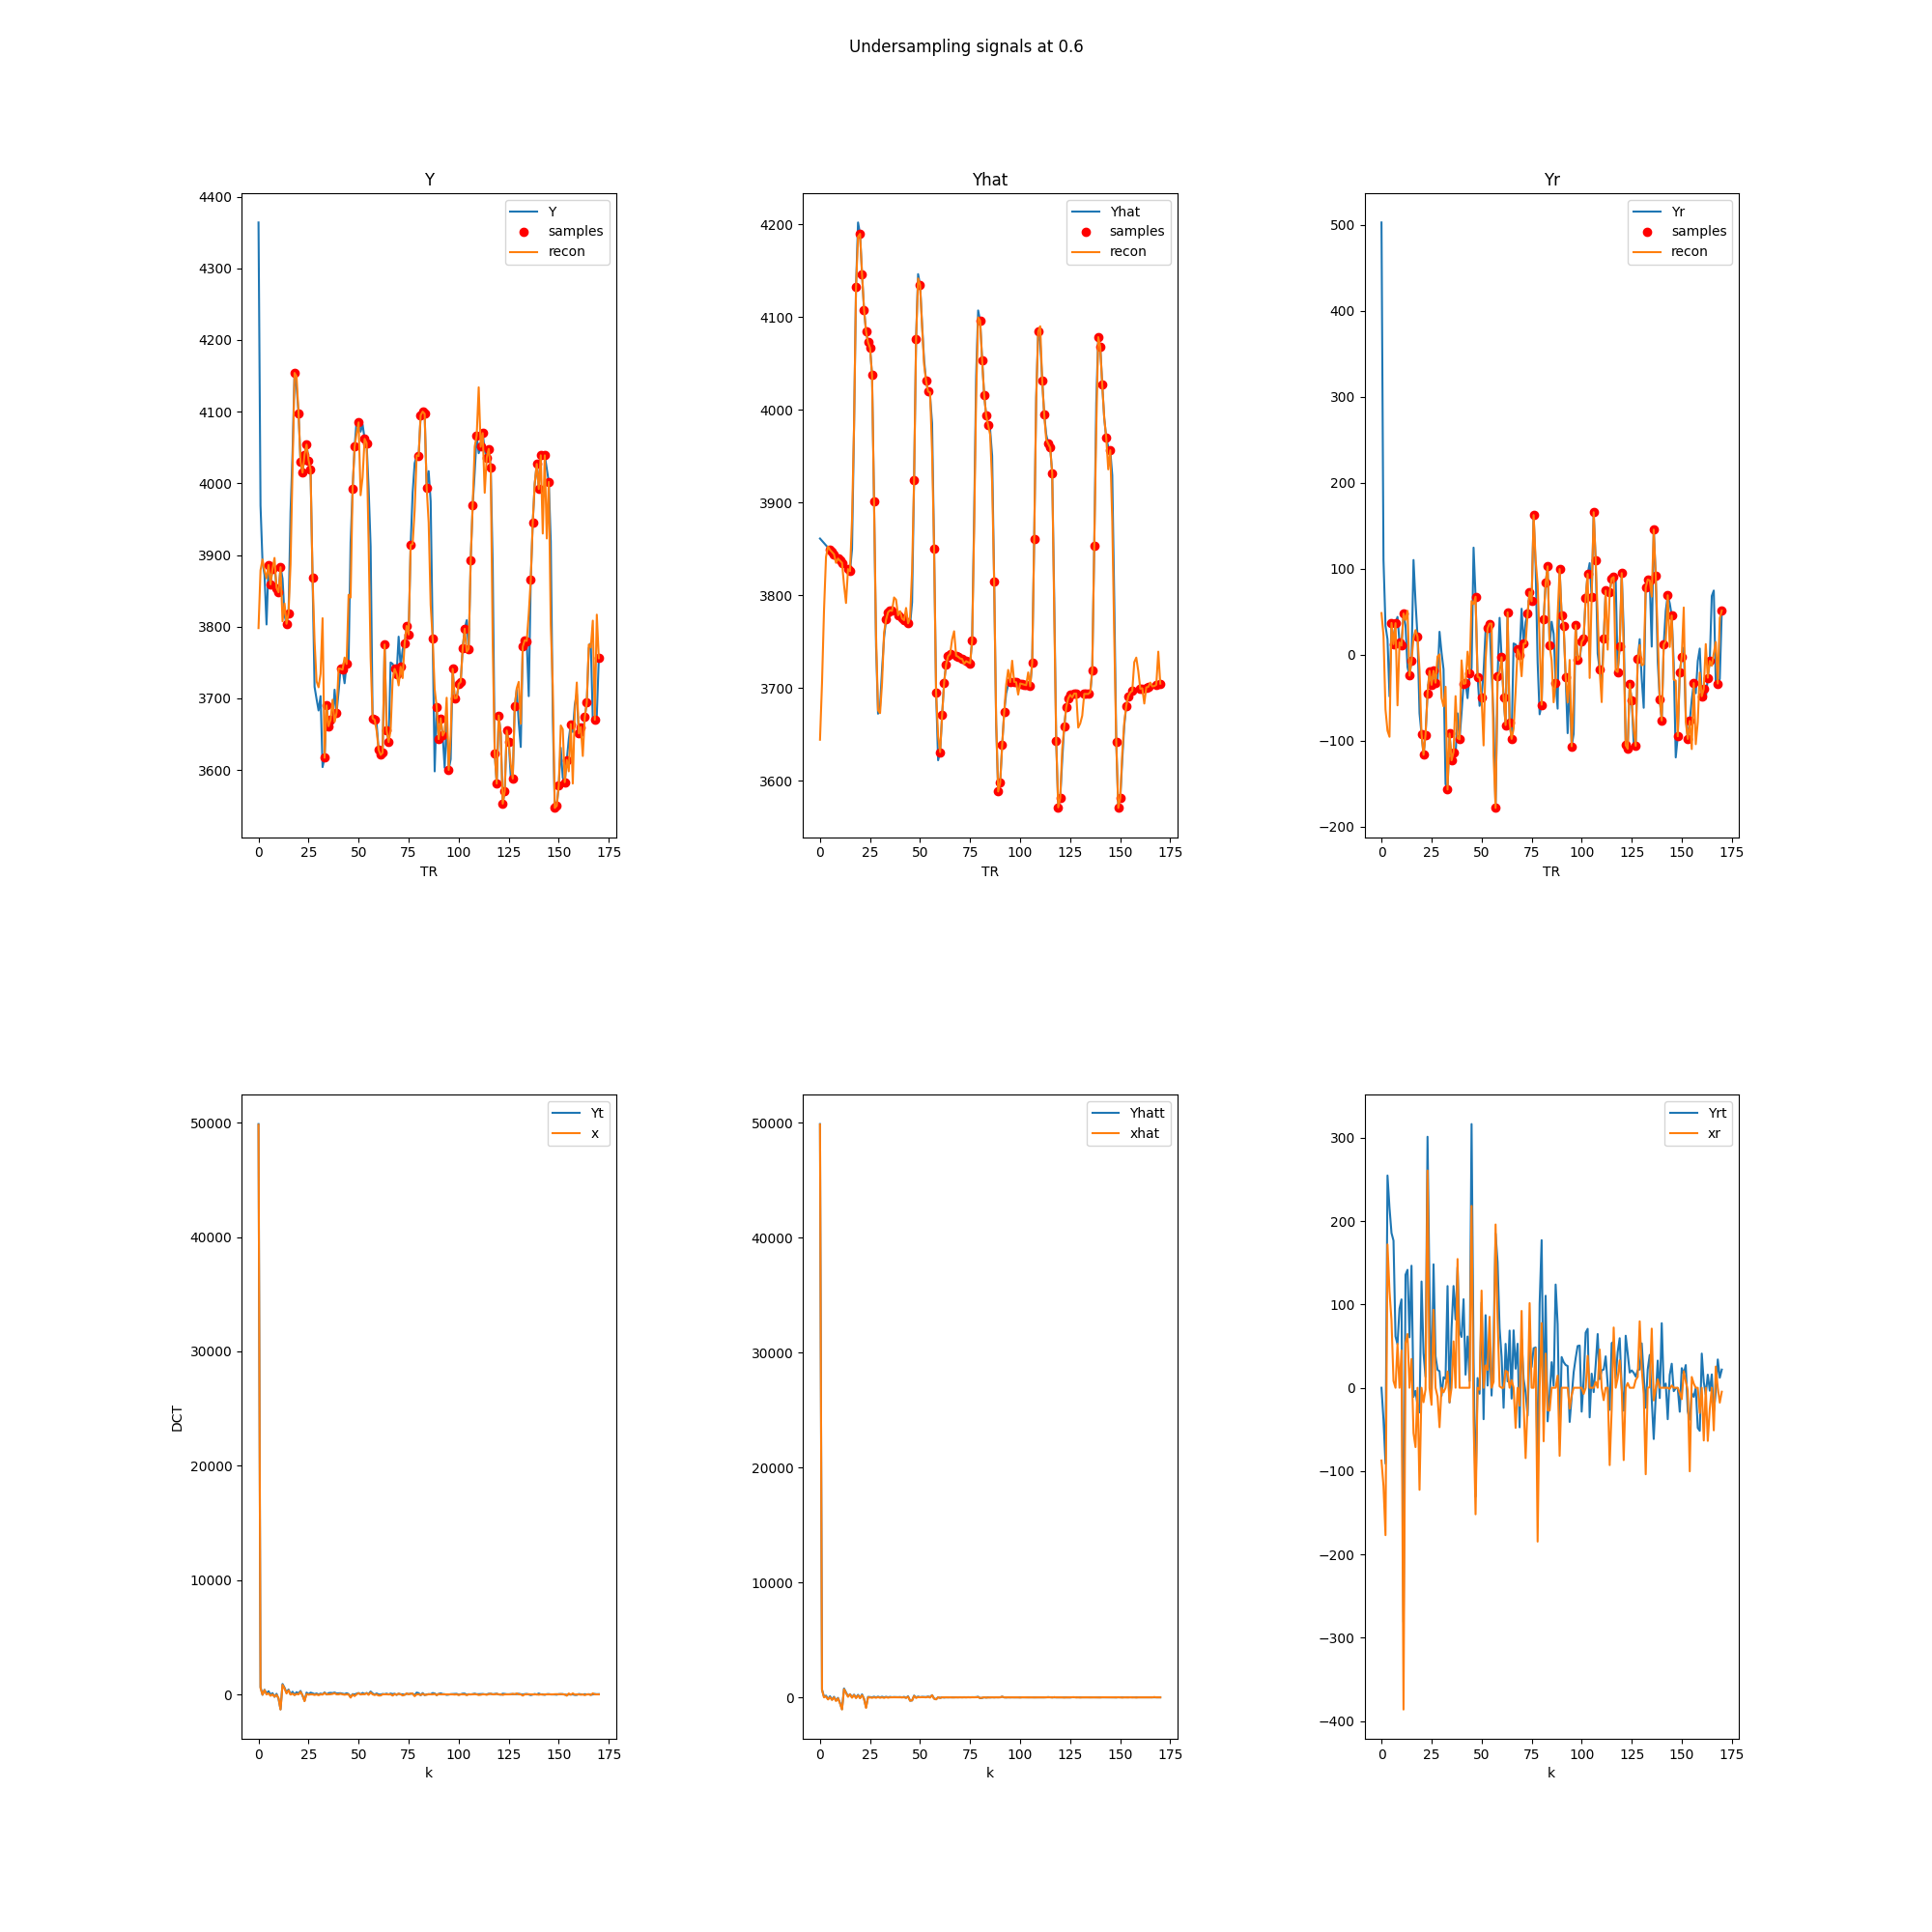 Undersampling signals at 0.6
Y
4400
4300
4200
4100
4000
3900
3800
3700
3600
0 25 50 75 100 125 150 175
TR
Y
samples
recon
Yhat
4200
4100
4000
3900
3800
3700
3600
0 25 50 75 100 125 150 175
TR
Yhat
samples
recon
Yr
500
400
300
200
100
0
−100
−200
0 25 50 75 100 125 150 175
TR
Yr
samples
recon
DCT
50000
40000
30000
20000
10000
0
0 25 50 75 100 125 150 175
k
Yt
x
50000
40000
30000
20000
10000
0
0 25 50 75 100 125 150 175
k
Yhatt
xhat
300
200
100
0
−100
−200
−300
−400
0 25 50 75 100 125 150 175
k
Yrt
xr